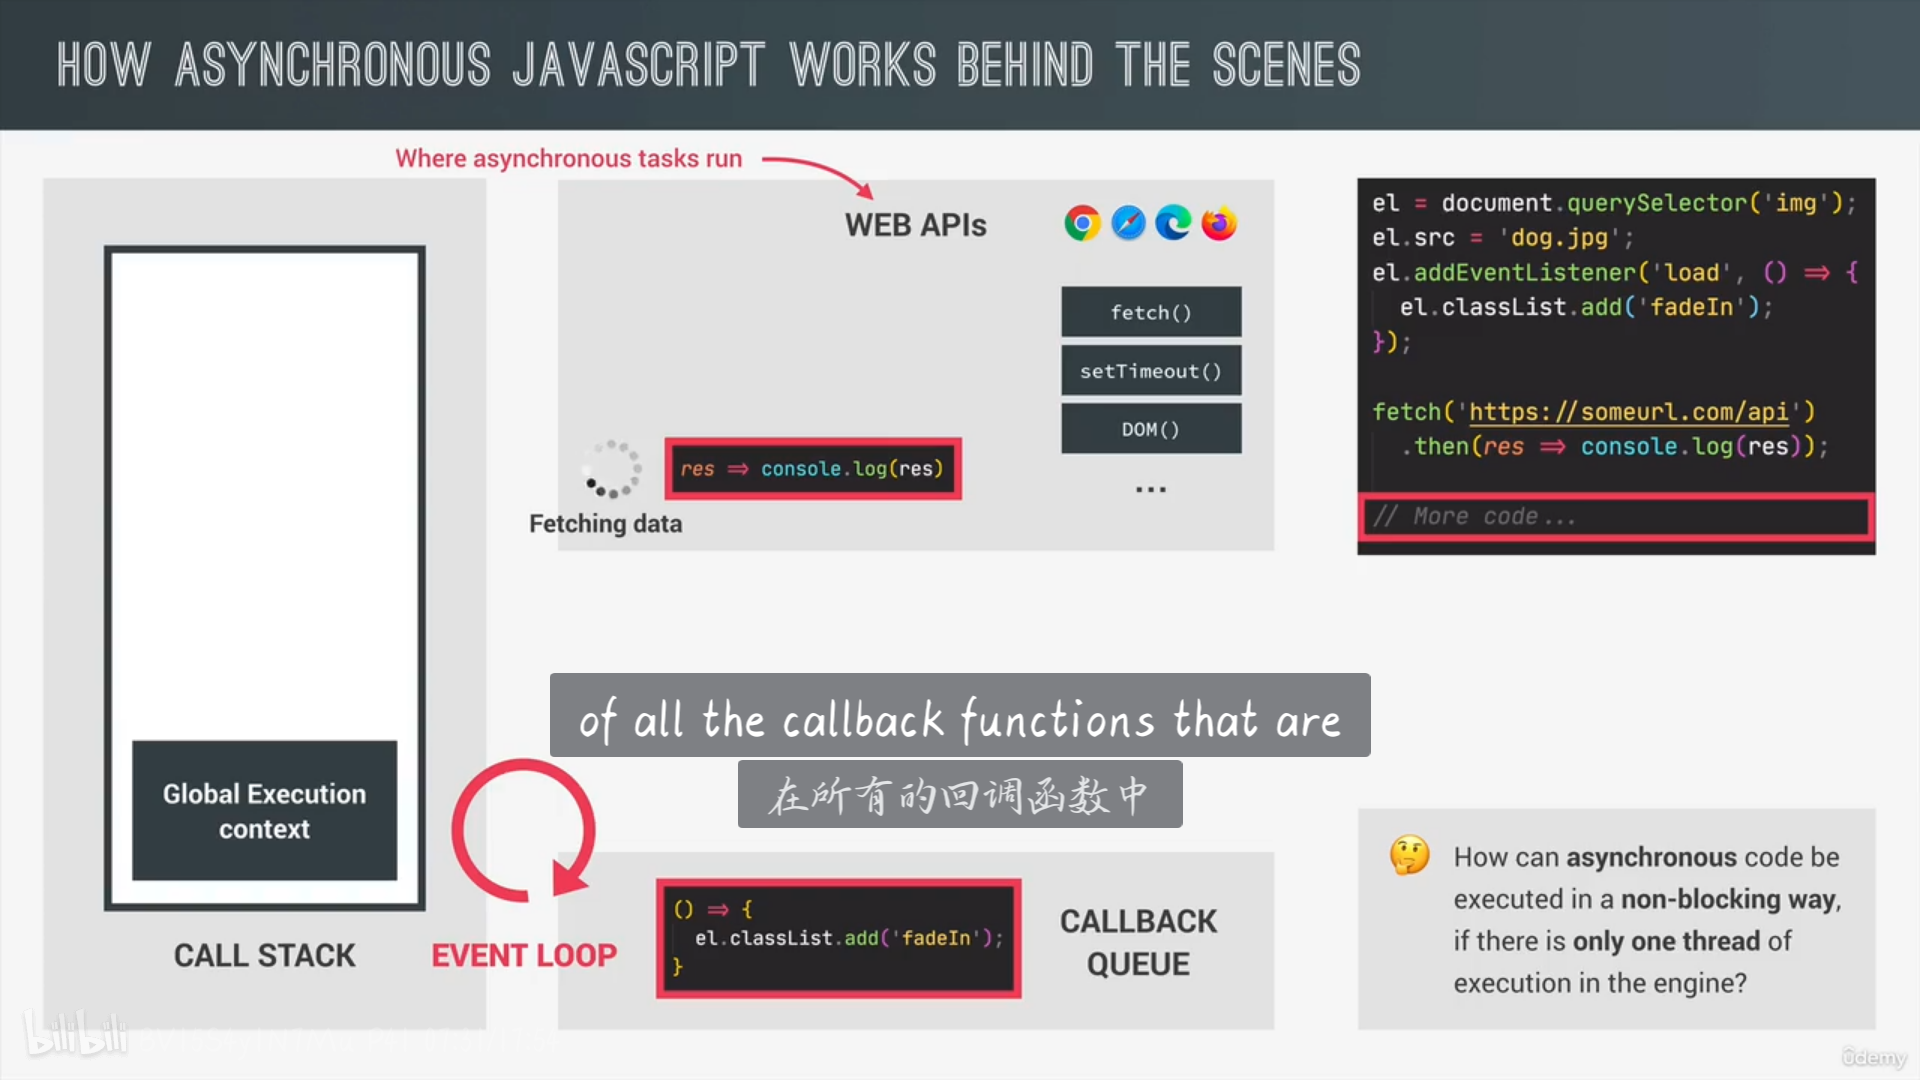 HOW ASYNCHRONOUS JAVASCRIPT WORKS BEHIND THE SCENES
Where asynchronous tasks run
WEB APIs
fetch()
setTimeout()
DOM()
...
res => console.log(res)
Fetching data
el = document.querySelector('img');
el.src = 'dog.jpg';
el.addEventListener('load', () => {
el.classList.add('fadeIn');
});
fetch('https://someurl.com/api')
.then(res => console.log(res));
// More code...
of all the callback functions that are
在所有的回调函数中
Global Execution
context
CALL STACK
EVENT LOOP
() => {
el.classList.add('fadeIn');
}
CALLBACK
QUEUE
🤔 How can asynchronous code be
executed in a non-blocking way,
if there is only one thread of
execution in the engine?
bilibili
ûdemy